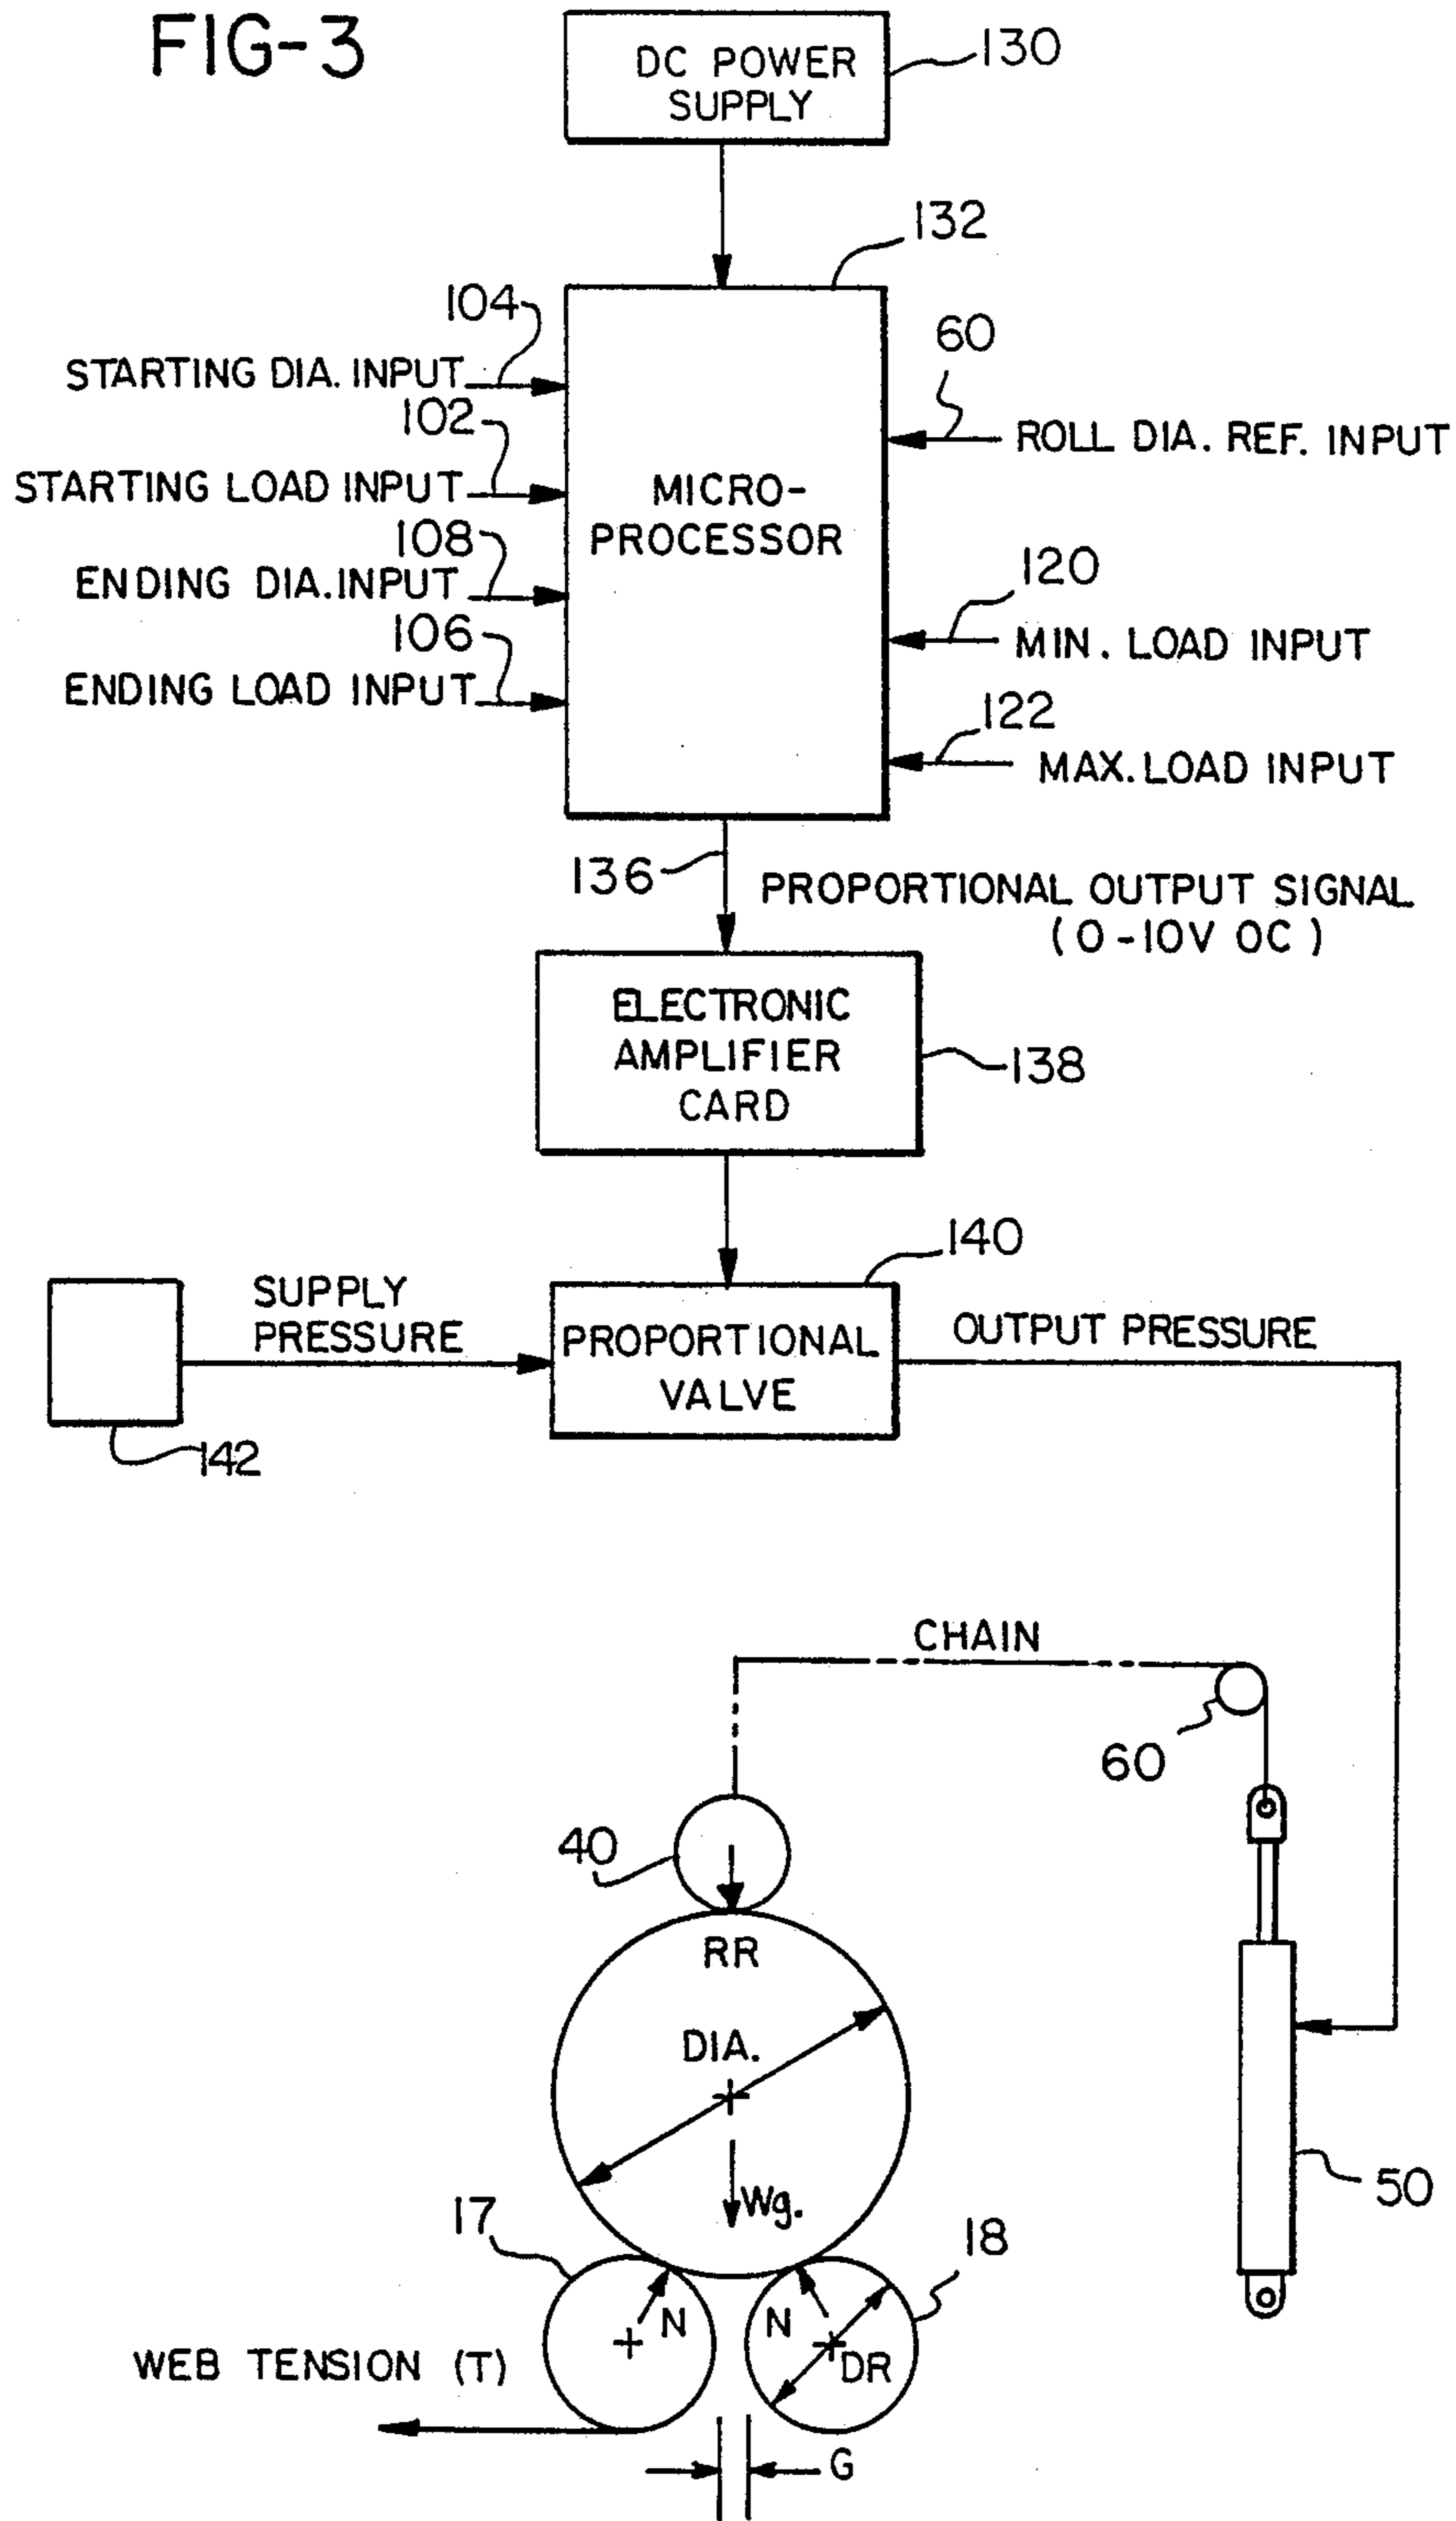 FIG-3
DC POWER
SUPPLY
130
132
104
STARTING DIA. INPUT
60
102
ROLL DIA. REF. INPUT
STARTING LOAD INPUT
MICRO-
PROCESSOR
108
ENDING DIA. INPUT
120
106
MIN. LOAD INPUT
ENDING LOAD INPUT
122
MAX. LOAD INPUT
136
PROPORTIONAL OUTPUT SIGNAL
(0-10V OC)
ELECTRONIC
AMPLIFIER
CARD
138
140
SUPPLY
PRESSURE
PROPORTIONAL
VALVE
OUTPUT PRESSURE
142
CHAIN
60
40
RR
DIA.
Wg.
50
17
18
N
N
DR
WEB TENSION (T)
G